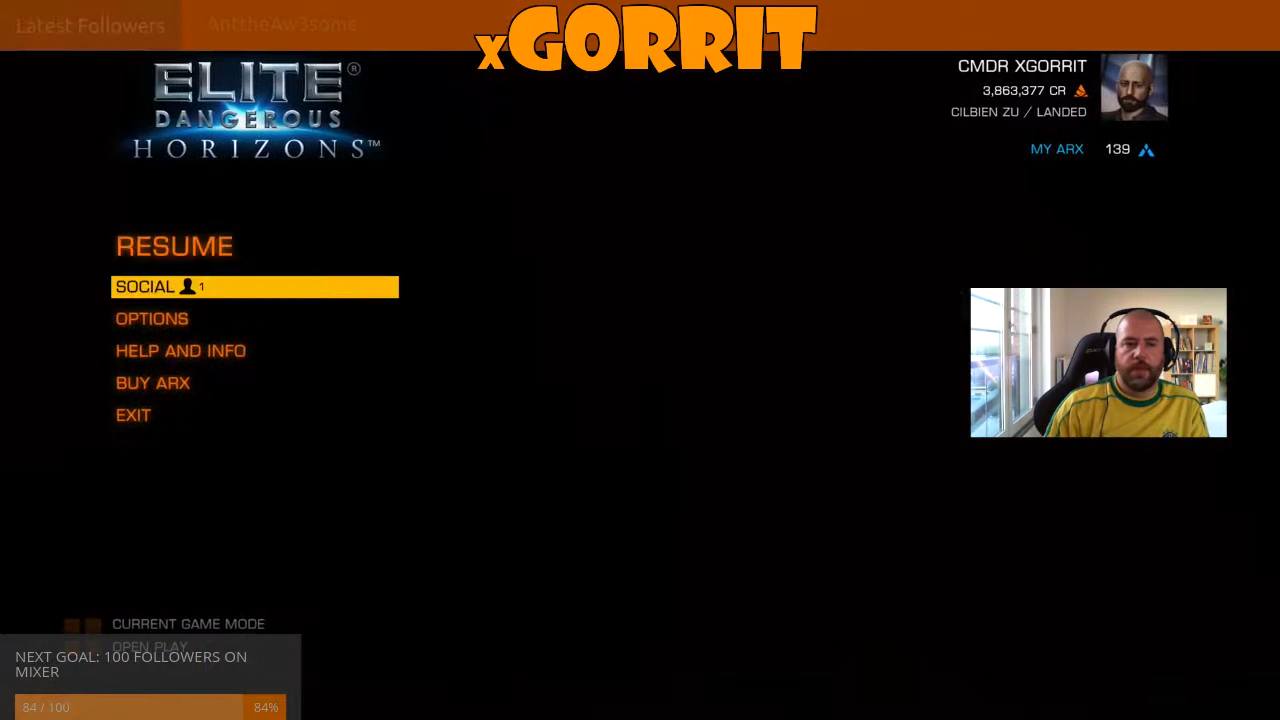 Latest Followers AnttheAw3some
xGORRIT
ELITE®
DANGEROUS
HORIZONS™
CMDR XGORRIT
3,863,377 CR
CILBIEN ZU / LANDED
MY ARX 139
RESUME
SOCIAL 1
OPTIONS
HELP AND INFO
BUY ARX
EXIT
CURRENT GAME MODE
OPEN PLAY
NEXT GOAL: 100 FOLLOWERS ON
MIXER
84 / 100 84%